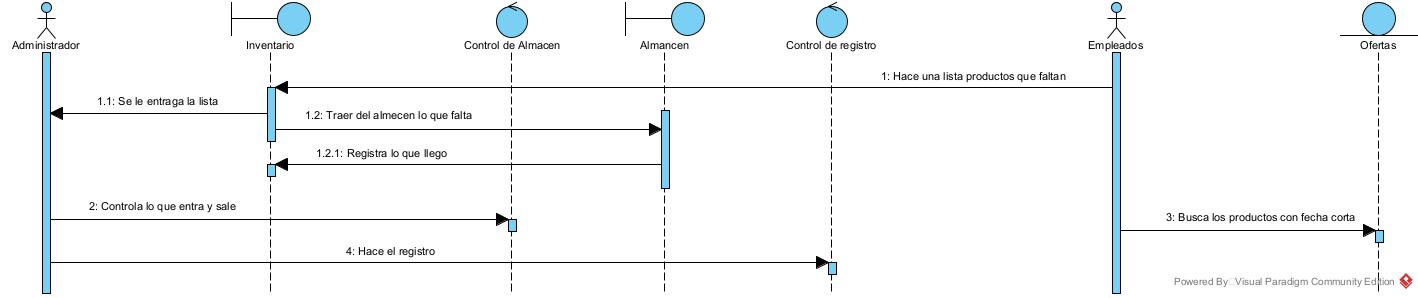 Administrador
Inventario
Control de Almacen
Almancen
Control de registro
Empleados
Ofertas
1: Hace una lista productos que faltan
1.1: Se le entraga la lista
1.2: Traer del almecen lo que falta
1.2.1: Registra lo que llego
2: Controla lo que entra y sale
3: Busca los productos con fecha corta
4: Hace el registro
Powered By Visual Paradigm Community Edition